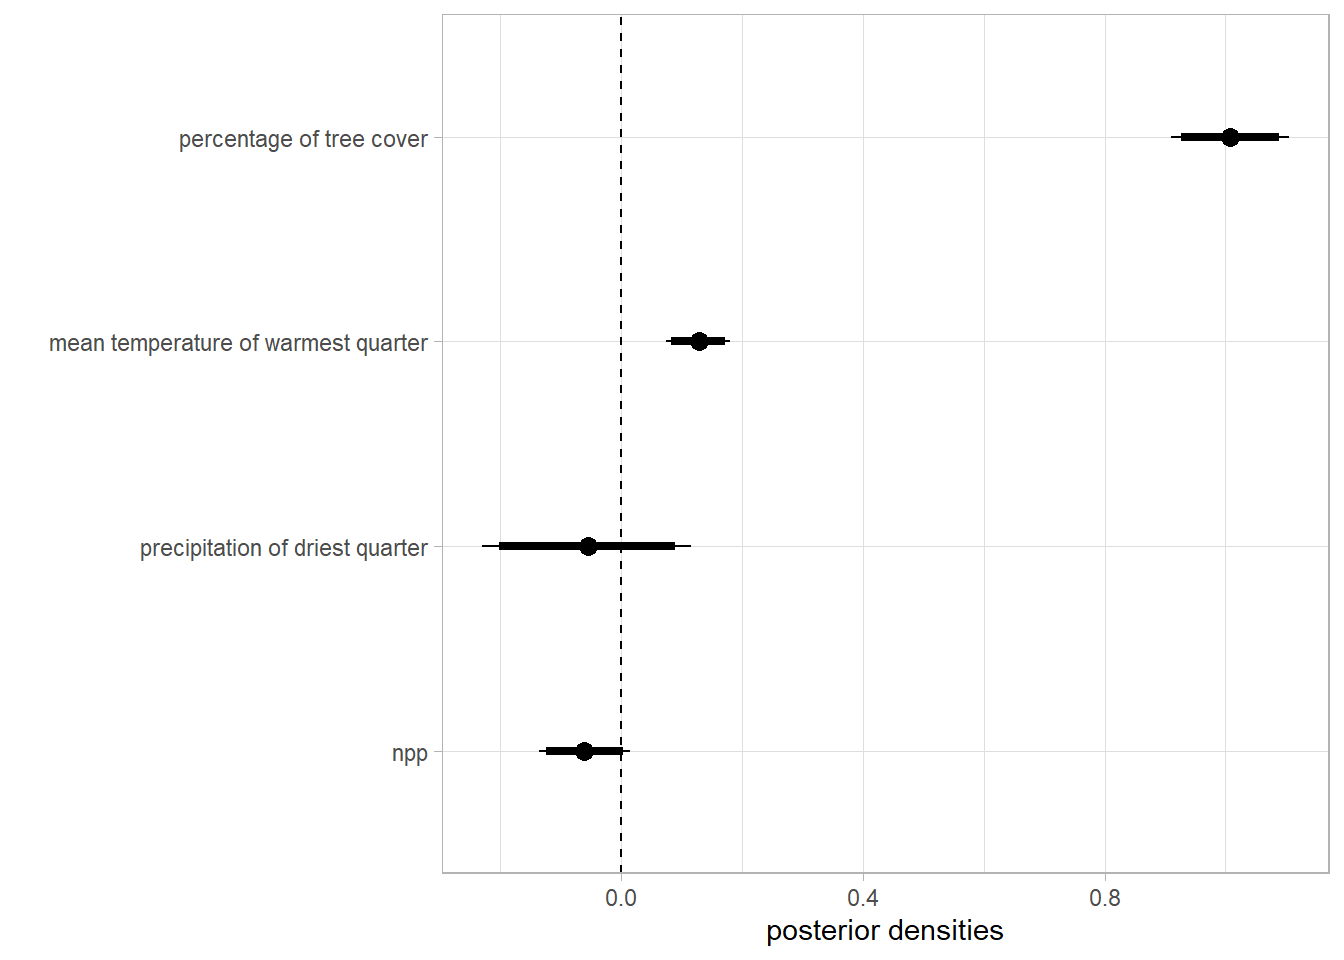 percentage of tree cover
mean temperature of warmest quarter
precipitation of driest quarter
npp
0.0 0.4 0.8
posterior densities